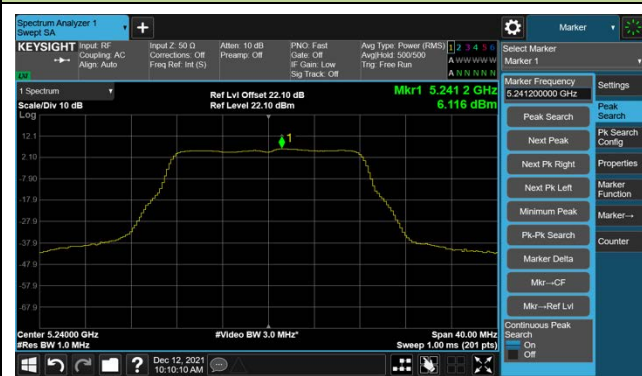 Spectrum Analyzer 1
Swept SA
Marker
KEYSIGHT
Input: RF
Coupling: AC
Align: Auto
Input Z: 50 Ω
Corrections: Off
Freq Ref: Int (S)
Atten: 10 dB
Preamp: Off
PNO: Fast
Gate: Off
IF Gain: Low
Sig Track: Off
Avg Type: Power (RMS)
Avg|Hold: 500/500
Trig: Free Run
1 2 3 4 5 6
A W W W W W
A N N N N N
Select Marker
Marker 1
1 Spectrum
Scale/Div 10 dB
Log
Ref Lvl Offset 22.10 dB
Ref Level 22.10 dBm
Mkr1 5.241 2 GHz
6.116 dBm
12.1
2.10
-7.90
-17.9
-27.9
-37.9
-47.9
-57.9
-67.9
1
Center 5.24000 GHz
#Res BW 1.0 MHz
#Video BW 3.0 MHz*
Span 40.00 MHz
Sweep 1.00 ms (201 pts)
Marker Frequency
5.241200000 GHz
Peak Search
Next Peak
Next Pk Right
Next Pk Left
Minimum Peak
Pk-Pk Search
Marker Delta
Mkr→CF
Mkr→Ref Lvl
Continuous Peak
Search
On
Off
Settings
Peak
Search
Pk Search
Config
Properties
Marker
Function
Marker→
Counter
Dec 12, 2021
10:10:10 AM